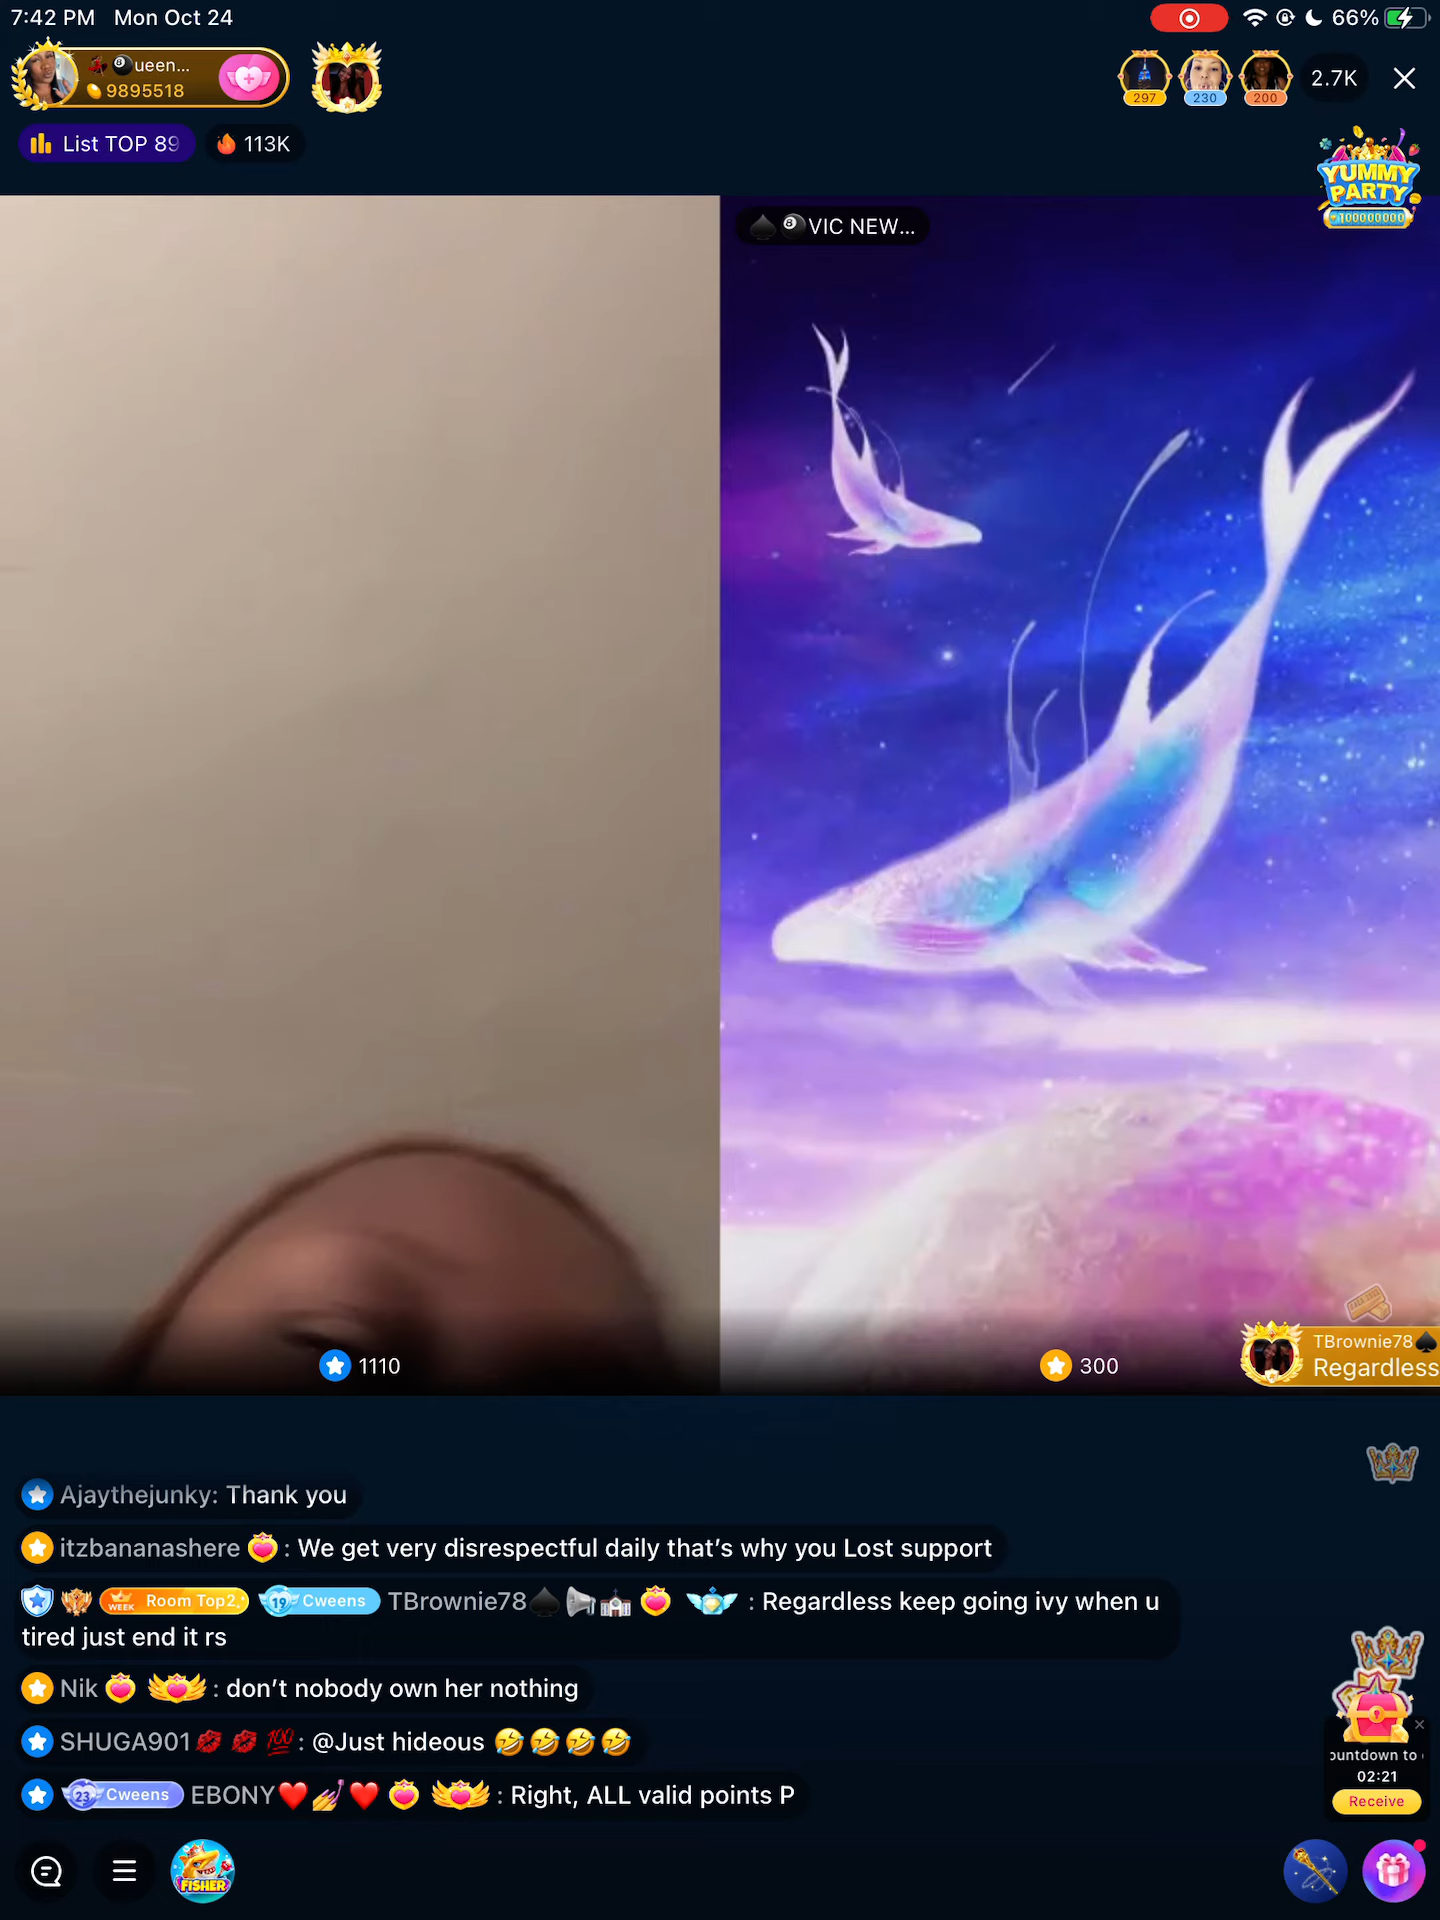 7:42 PM Mon Oct 24
66%
ueen...
9895518
297
230
200
2.7K
List TOP 89
113K
YUMMY
PARTY
100000000
VIC NEW...
1110
300
TBrownie78
Regardless
Ajaythejunky: Thank you
itzbananashere : We get very disrespectful daily that’s why you Lost support
WEEK Room Top2 19 Cweens TBrownie78 : Regardless keep going ivy when u
tired just end it rs
Nik : don’t nobody own her nothing
SHUGA901 💋 💋 💯: @Just hideous 🤣🤣🤣🤣
23 Cweens EBONY❤️💅❤️ : Right, ALL valid points P
ountdown to
02:21
Receive
FISHER